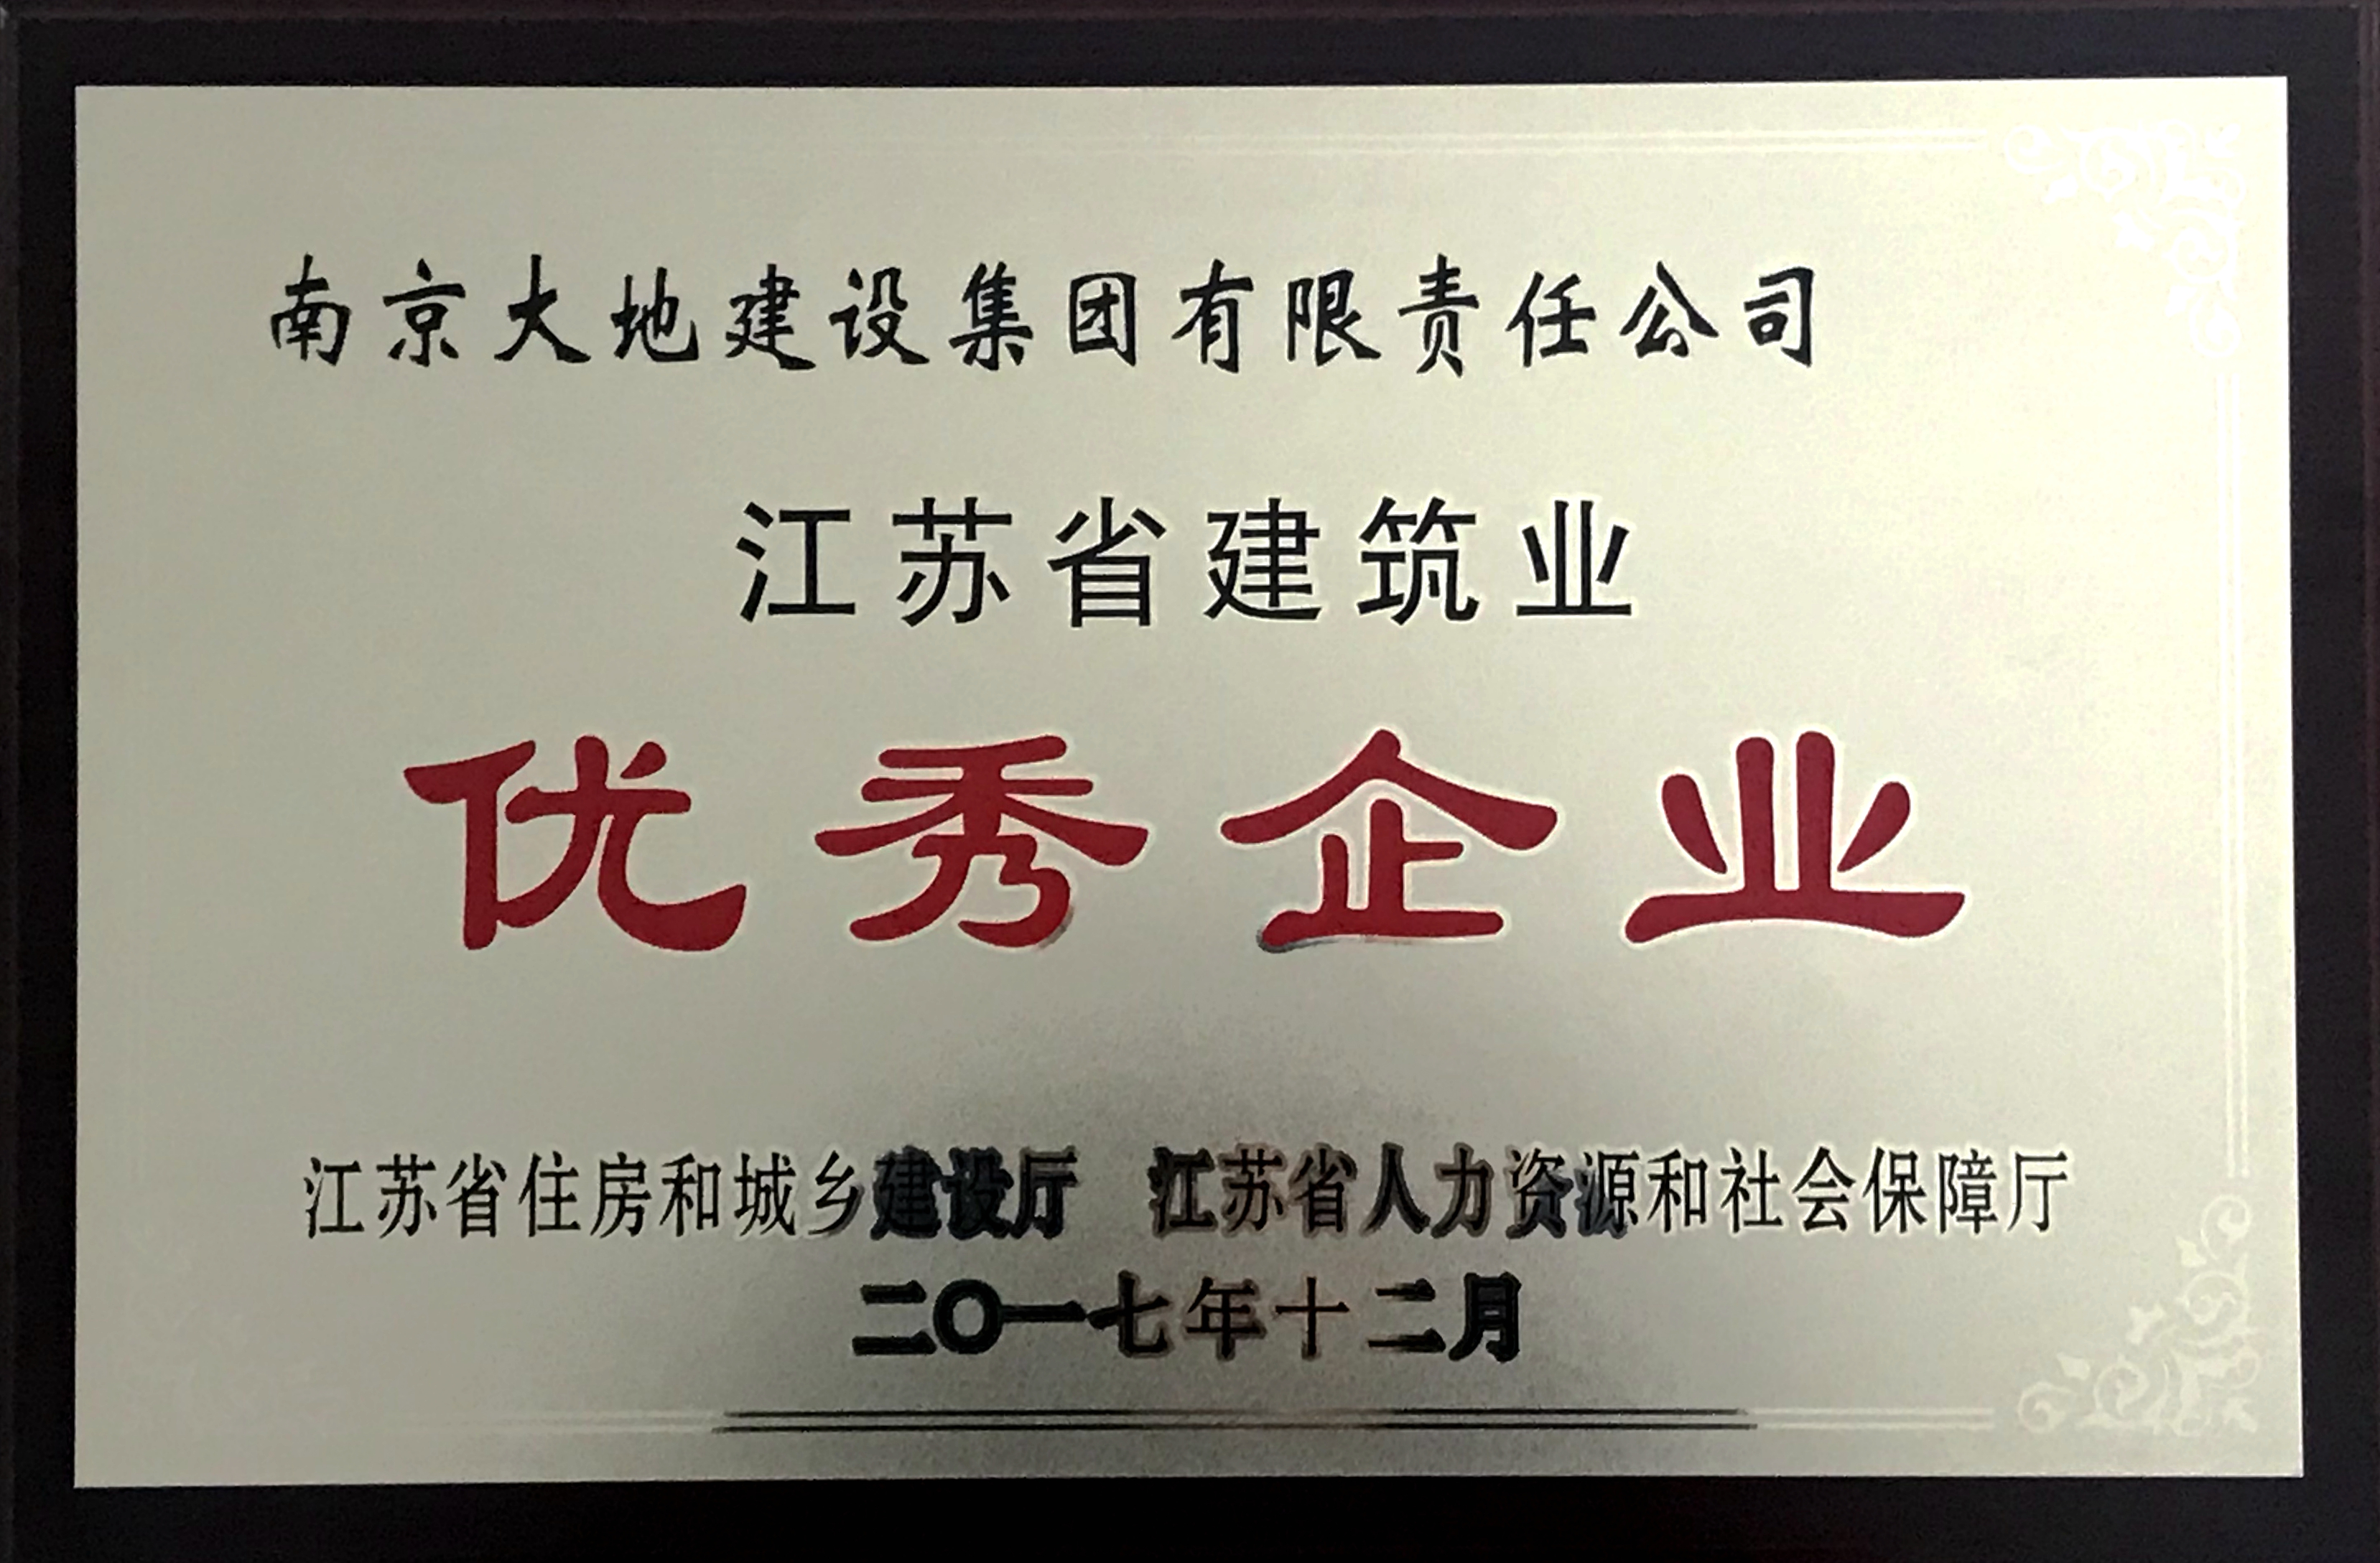 南京大地建设集团有限责任公司
江苏省建筑业
优秀企业
江苏省住房和城乡建设厅 江苏省人力资源和社会保障厅
二〇一七年十二月